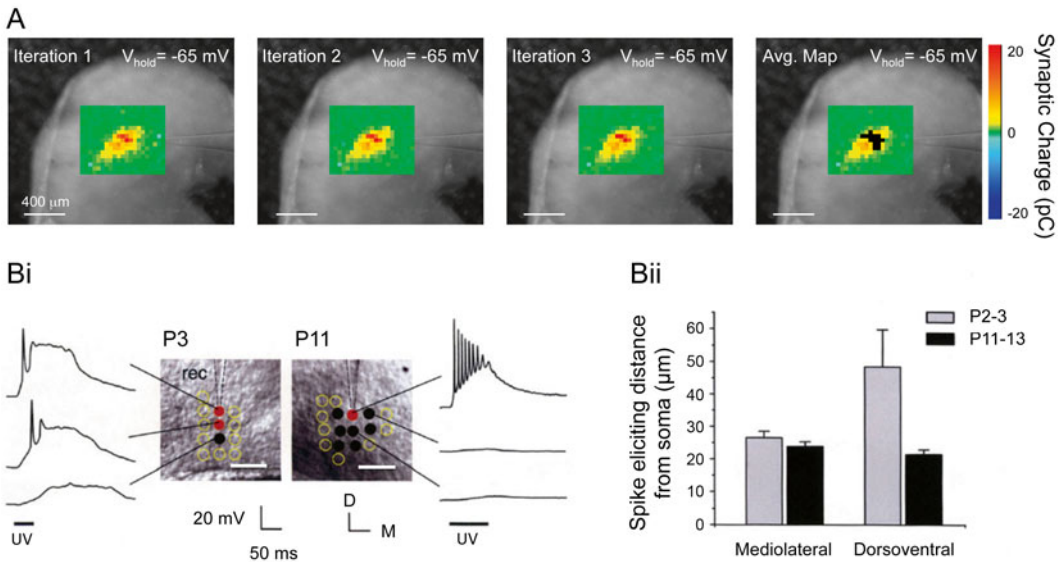 A
Iteration 1 Vhold= -65 mV
Iteration 2 Vhold= -65 mV
Iteration 3 Vhold= -65 mV
Avg. Map Vhold= -65 mV
400 μm
20
0
-20
Synaptic Charge (pC)
Bi
P3
rec
P11
20 mV
50 ms
D
M
UV
UV
Bii
P2-3
P11-13
60
50
40
30
20
10
0
Spike eliciting distance
from soma (μm)
Mediolateral
Dorsoventral